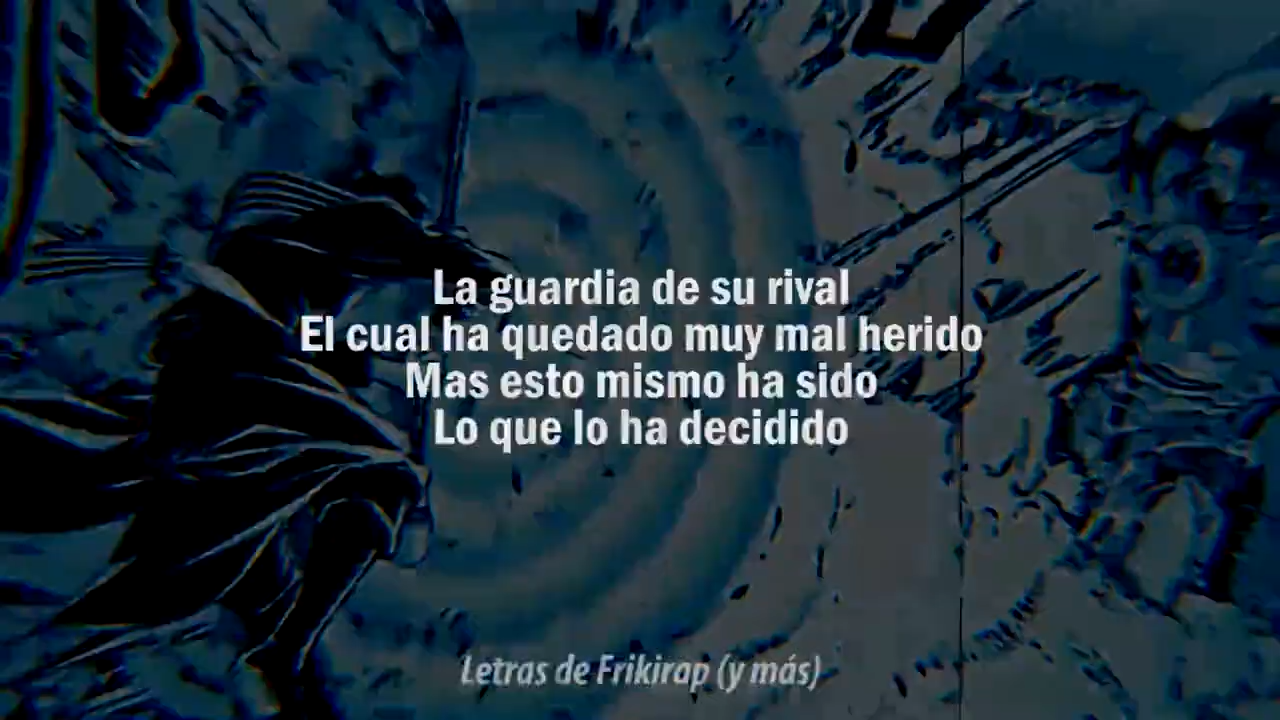 La guardia de su rival
El cual ha quedado muy mal herido
Mas esto mismo ha sido
Lo que lo ha decidido
Letras de Frikirap (y más)